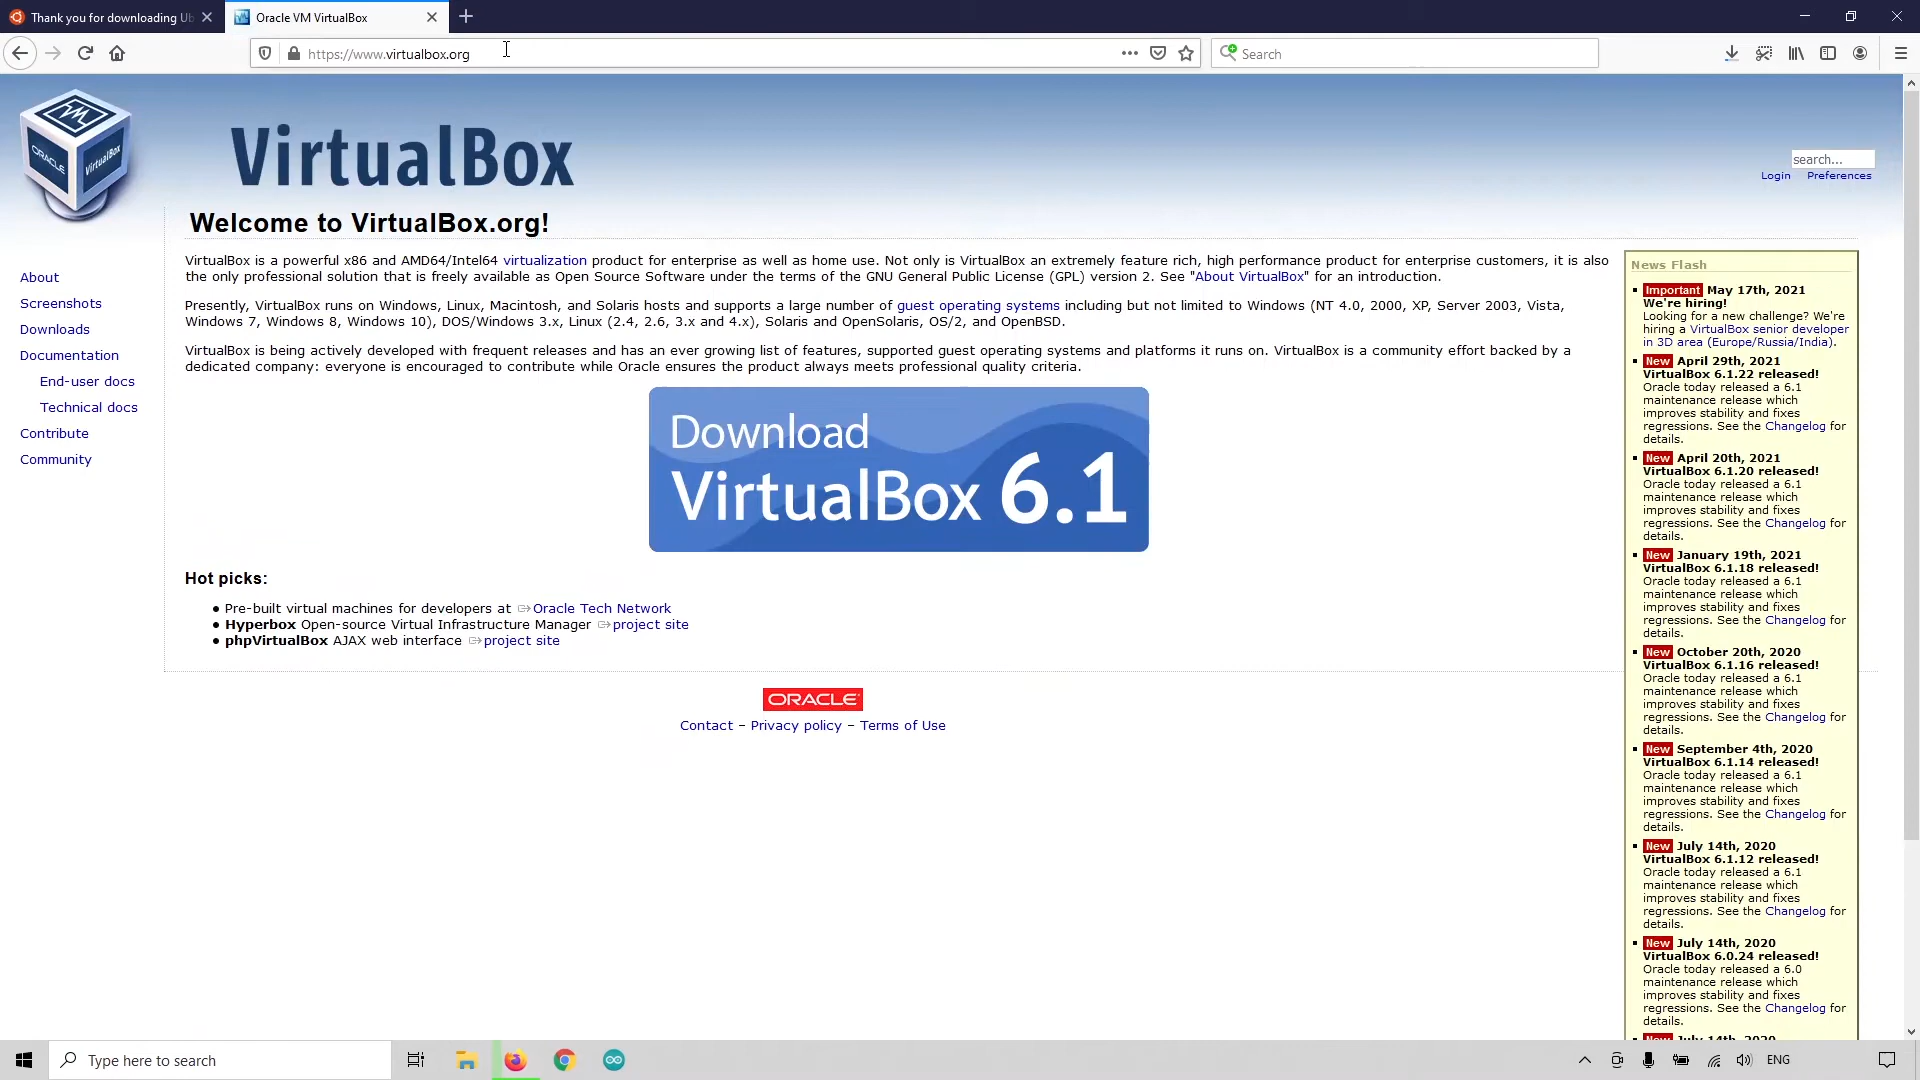 Thank you for downloading Ub
Oracle VM VirtualBox
https://www.virtualbox.org
Search
VirtualBox
search...
Login Preferences
Welcome to VirtualBox.org!
About
Screenshots
Downloads
Documentation
End-user docs
Technical docs
Contribute
Community
VirtualBox is a powerful x86 and AMD64/Intel64 virtualization product for enterprise as well as home use. Not only is VirtualBox an extremely feature rich, high performance product for enterprise customers, it is also
the only professional solution that is freely available as Open Source Software under the terms of the GNU General Public License (GPL) version 2. See "About VirtualBox" for an introduction.
Presently, VirtualBox runs on Windows, Linux, Macintosh, and Solaris hosts and supports a large number of guest operating systems including but not limited to Windows (NT 4.0, 2000, XP, Server 2003, Vista,
Windows 7, Windows 8, Windows 10), DOS/Windows 3.x, Linux (2.4, 2.6, 3.x and 4.x), Solaris and OpenSolaris, OS/2, and OpenBSD.
VirtualBox is being actively developed with frequent releases and has an ever growing list of features, supported guest operating systems and platforms it runs on. VirtualBox is a community effort backed by a
dedicated company: everyone is encouraged to contribute while Oracle ensures the product always meets professional quality criteria.
Download
VirtualBox 6.1
Hot picks:
• Pre-built virtual machines for developers at Oracle Tech Network
• Hyperbox Open-source Virtual Infrastructure Manager project site
• phpVirtualBox AJAX web interface project site
ORACLE
Contact – Privacy policy – Terms of Use
News Flash
Important May 17th, 2021
We're hiring!
Looking for a new challenge? We're
hiring a VirtualBox senior developer
in 3D area (Europe/Russia/India).
New April 29th, 2021
VirtualBox 6.1.22 released!
Oracle today released a 6.1
maintenance release which
improves stability and fixes
regressions. See the Changelog for
details.
New April 20th, 2021
VirtualBox 6.1.20 released!
Oracle today released a 6.1
maintenance release which
improves stability and fixes
regressions. See the Changelog for
details.
New January 19th, 2021
VirtualBox 6.1.18 released!
Oracle today released a 6.1
maintenance release which
improves stability and fixes
regressions. See the Changelog for
details.
New October 20th, 2020
VirtualBox 6.1.16 released!
Oracle today released a 6.1
maintenance release which
improves stability and fixes
regressions. See the Changelog for
details.
New September 4th, 2020
VirtualBox 6.1.14 released!
Oracle today released a 6.1
maintenance release which
improves stability and fixes
regressions. See the Changelog for
details.
New July 14th, 2020
VirtualBox 6.1.12 released!
Oracle today released a 6.1
maintenance release which
improves stability and fixes
regressions. See the Changelog for
details.
New July 14th, 2020
VirtualBox 6.0.24 released!
Oracle today released a 6.0
maintenance release which
improves stability and fixes
regressions. See the Changelog for
details.
New July 14th, 2020
Type here to search
ENG
ORACLE
VirtualBox